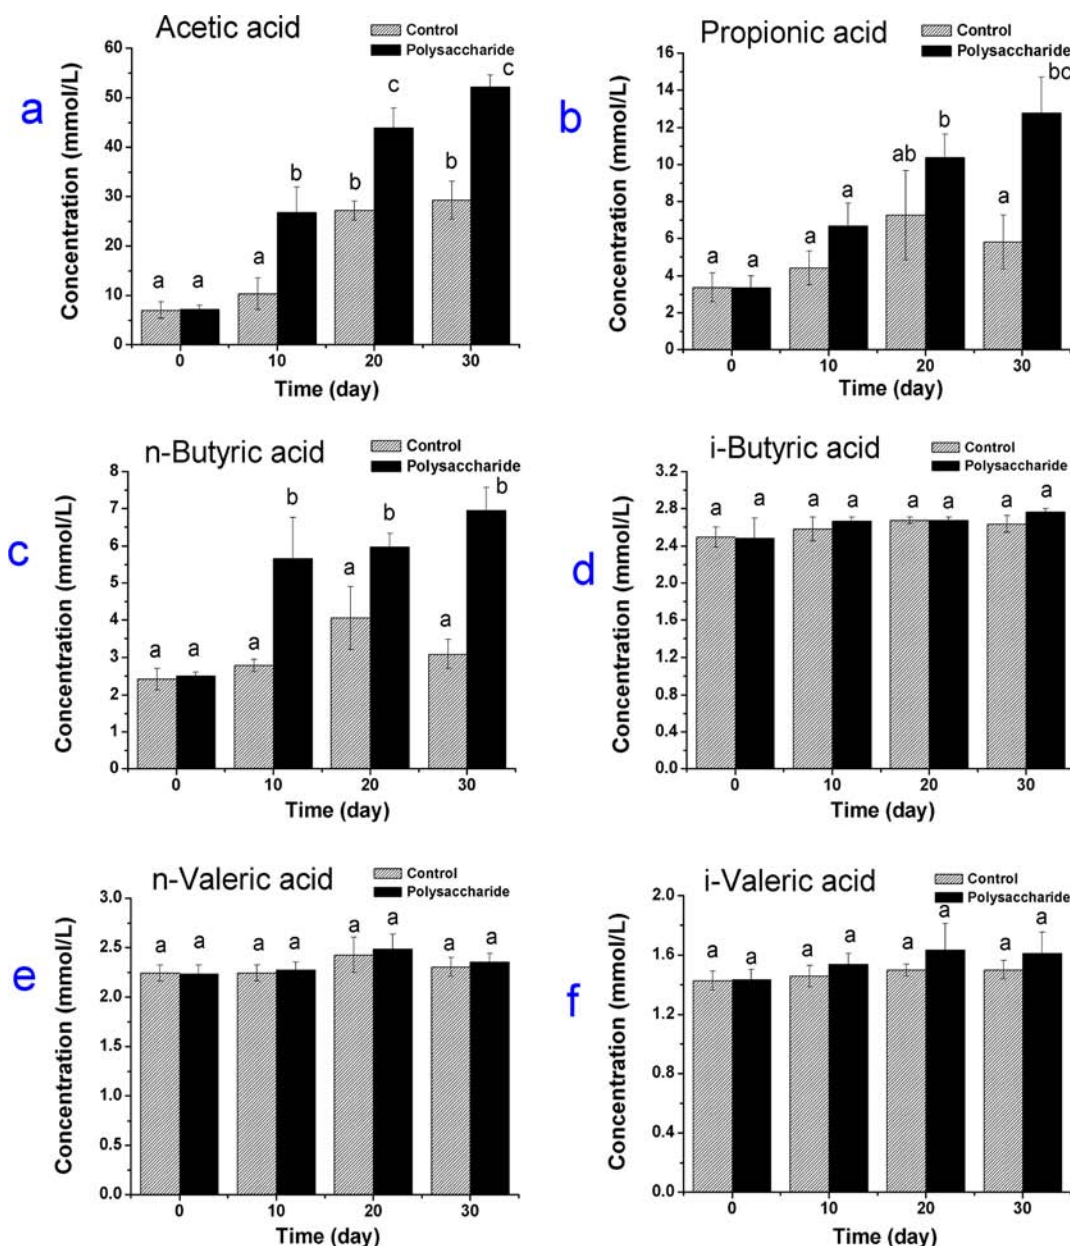 Acetic acid
Control
Polysaccharide
a
Concentration (mmol/L)
60
50
40
30
20
10
0
a a a b b c b c
0 10 20 30
Time (day)
Propionic acid
Control
Polysaccharide
b
Concentration (mmol/L)
16
14
12
10
8
6
4
2
0
a a a a ab b a bc
0 10 20 30
Time (day)
n-Butyric acid
Control
Polysaccharide
c
Concentration (mmol/L)
8
7
6
5
4
3
2
1
0
a a a b a b a b
0 10 20 30
Time (day)
i-Butyric acid
Control
Polysaccharide
d
Concentration (mmol/L)
3.2
2.8
2.4
2.0
1.6
1.2
0.8
0.4
0.0
a a a a a a a a
0 10 20 30
Time (day)
n-Valeric acid
Control
Polysaccharide
e
Concentration (mmol/L)
3.0
2.5
2.0
1.5
1.0
0.5
0.0
a a a a a a a a
0 10 20 30
Time (day)
i-Valeric acid
Control
Polysaccharide
f
Concentration (mmol/L)
2.0
1.6
1.2
0.8
0.4
0.0
a a a a a a a a
0 10 20 30
Time (day)